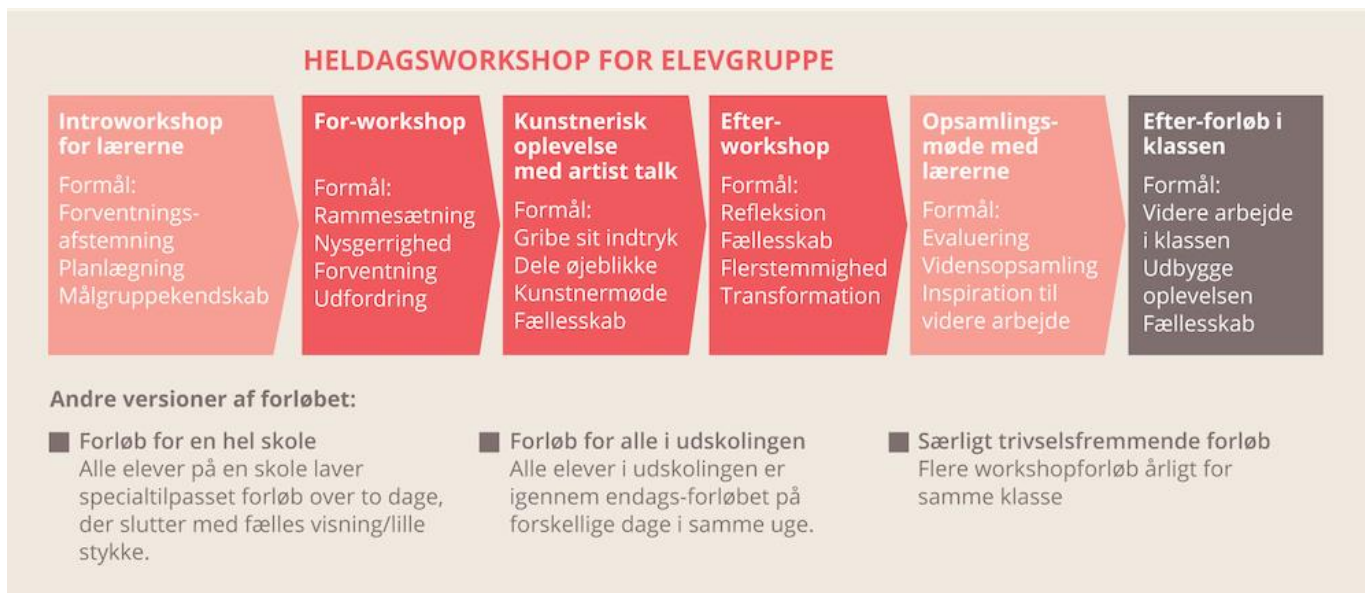 HELDAGSWORKSHOP FOR ELEVGRUPPE
Introworkshop
for lærerne
Formål:
Forventnings-
afstemning
Planlægning
Målgruppekendskab
For-workshop
Formål:
Rammesætning
Nysgerrighed
Forventning
Udfordring
Kunstnerisk
oplevelse
med artist talk
Formål:
Gribe sit indtryk
Dele øjeblikke
Kunstnermøde
Fællesskab
Efter-
workshop
Formål:
Refleksion
Fællesskab
Flerstemmighed
Transformation
Opsamlings-
møde med
lærerne
Formål:
Evaluering
Vidensopsamling
Inspiration til
videre arbejde
Efter-forløb i
klassen
Formål:
Videre arbejde
i klassen
Udbygge
oplevelsen
Fællesskab
Andre versioner af forløbet:
Forløb for en hel skole
Alle elever på en skole laver
specialtilpasset forløb over to dage,
der slutter med fælles visning/lille
stykke.
Forløb for alle i udskolingen
Alle elever i udskolingen er
igennem endags-forløbet på
forskellige dage i samme uge.
Særligt trivselsfremmende forløb
Flere workshopforløb årligt for
samme klasse